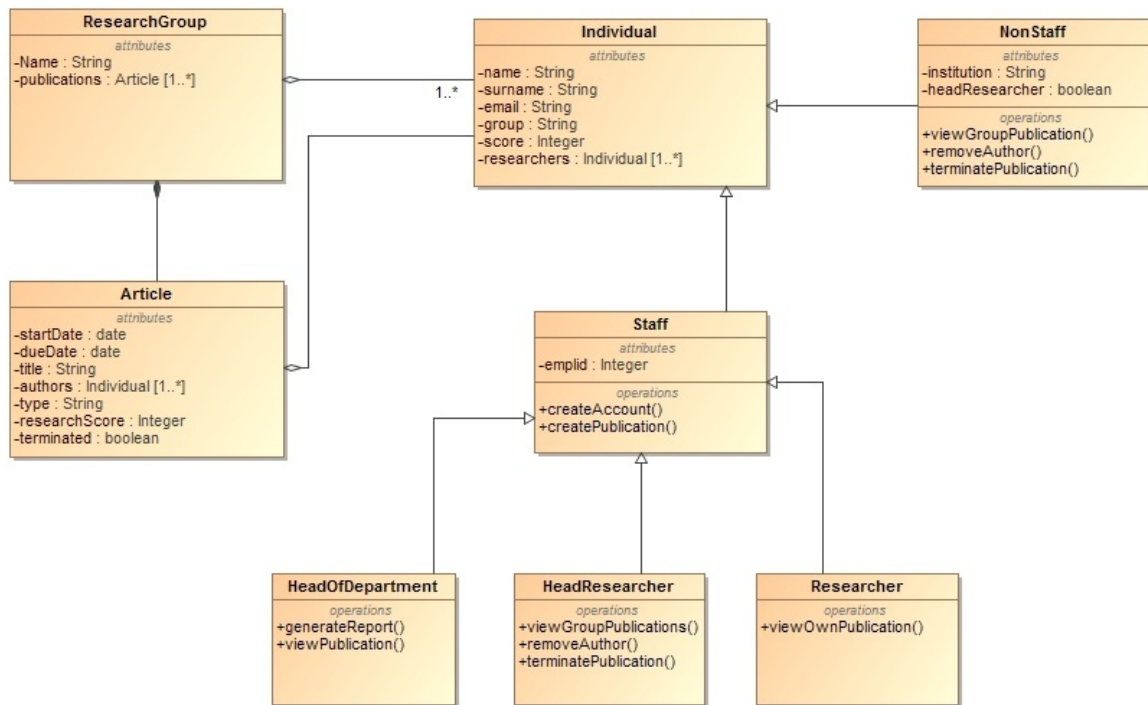 ResearchGroup
attributes
-Name : String
-publications : Article [1..*]
1..*
Individual
attributes
-name : String
-surname : String
-email : String
-group : String
-score : Integer
-researchers : Individual [1..*]
NonStaff
attributes
-institution : String
-headResearcher : boolean
operations
+viewGroupPublication()
+removeAuthor()
+terminatePublication()
Article
attributes
-startDate : date
-dueDate : date
-title : String
-authors : Individual [1..*]
-type : String
-researchScore : Integer
-terminated : boolean
Staff
attributes
-emplid : Integer
operations
+createAccount()
+createPublication()
HeadOfDepartment
operations
+generateReport()
+viewPublication()
HeadResearcher
operations
+viewGroupPublications()
+removeAuthor()
+terminatePublication()
Researcher
operations
+viewOwnPublication()